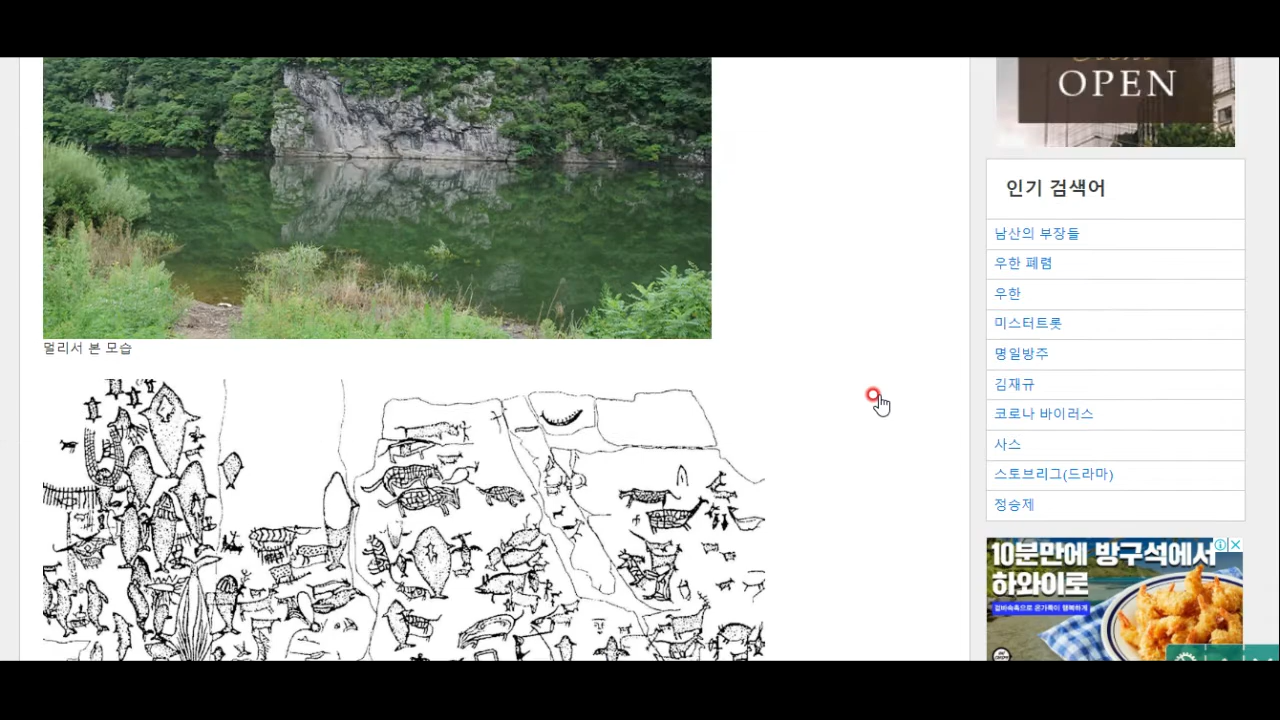 OPEN
인기 검색어
남산의 부장들
우한 폐렴
우한
미스터트롯
명일방주
김재규
코로나 바이러스
사스
스토브리그(드라마)
정승제
멀리서 본 모습
10분만에 방구석에서
하와이로